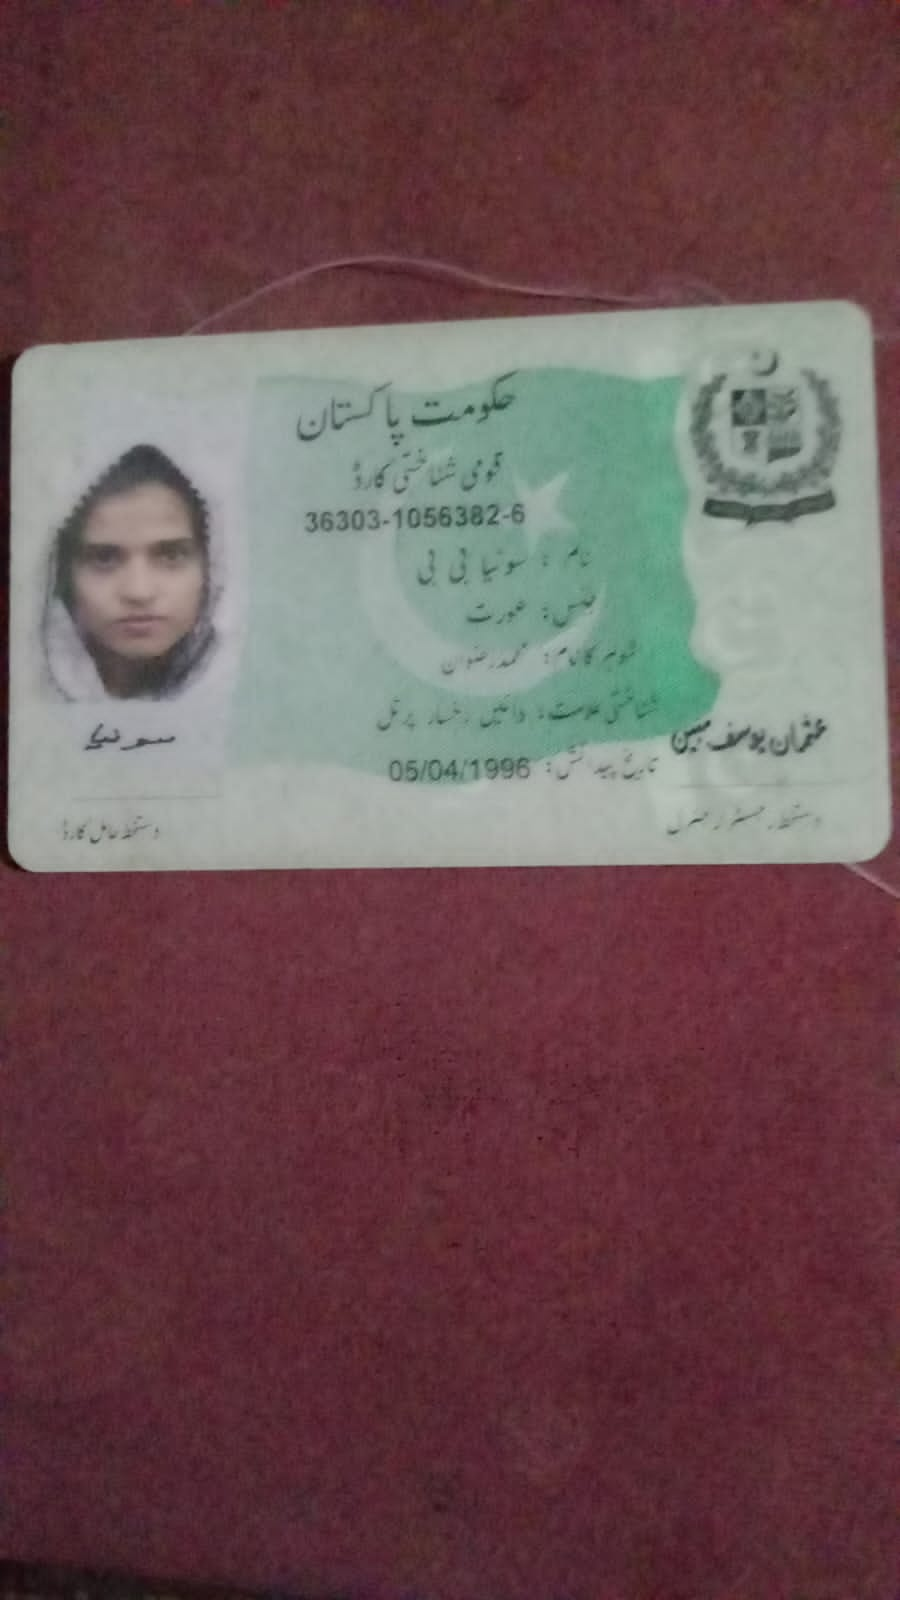 حکومت پاکستان
قومی شناختی کارڈ
36303-1056382-6
نام : سونیا بی بی
جنس : عورت
شوہر کا نام : محمد رضوان
شناختی علامت : دائیں رخسار پر تل
تاریخ پیدائش : 05/04/1996
عثمان یوسف مبین
دستخط رجسٹرار جنرل
سونیا
دستخط حامل کارڈ